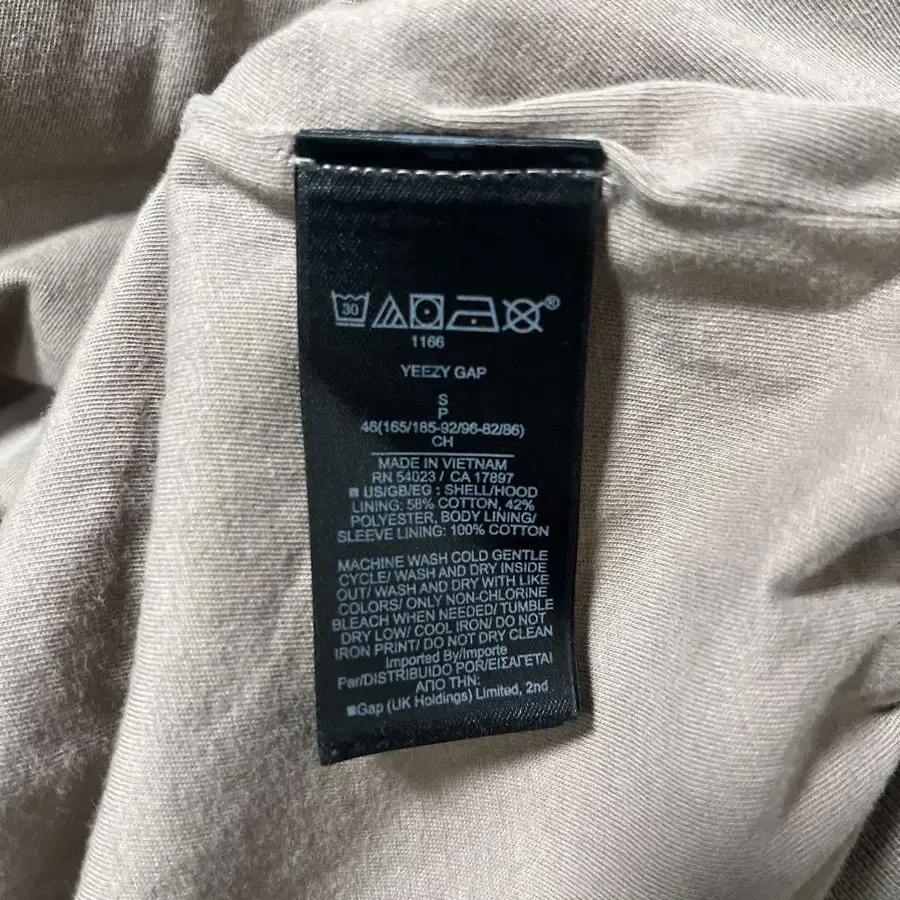 30
®
1166
YEEZY GAP
S
P
46(165/185-92/96-82/86)
CH
MADE IN VIETNAM
RN 54023 / CA 17897
US/GB/EG : SHELL/HOOD
LINING: 58% COTTON, 42%
POLYESTER, BODY LINING/
SLEEVE LINING: 100% COTTON
MACHINE WASH COLD GENTLE
CYCLE/ WASH AND DRY INSIDE
OUT/ WASH AND DRY WITH LIKE
COLORS/ ONLY NON-CHLORINE
BLEACH WHEN NEEDED/ TUMBLE
DRY LOW/ COOL IRON/ DO NOT
IRON PRINT/ DO NOT DRY CLEAN
Imported By/Importe
Par/DISTRIBUIDO POR/ΕΙΣΑΓΕΤΑΙ
ΑΠΟ ΤΗΝ:
Gap (UK Holdings) Limited, 2nd